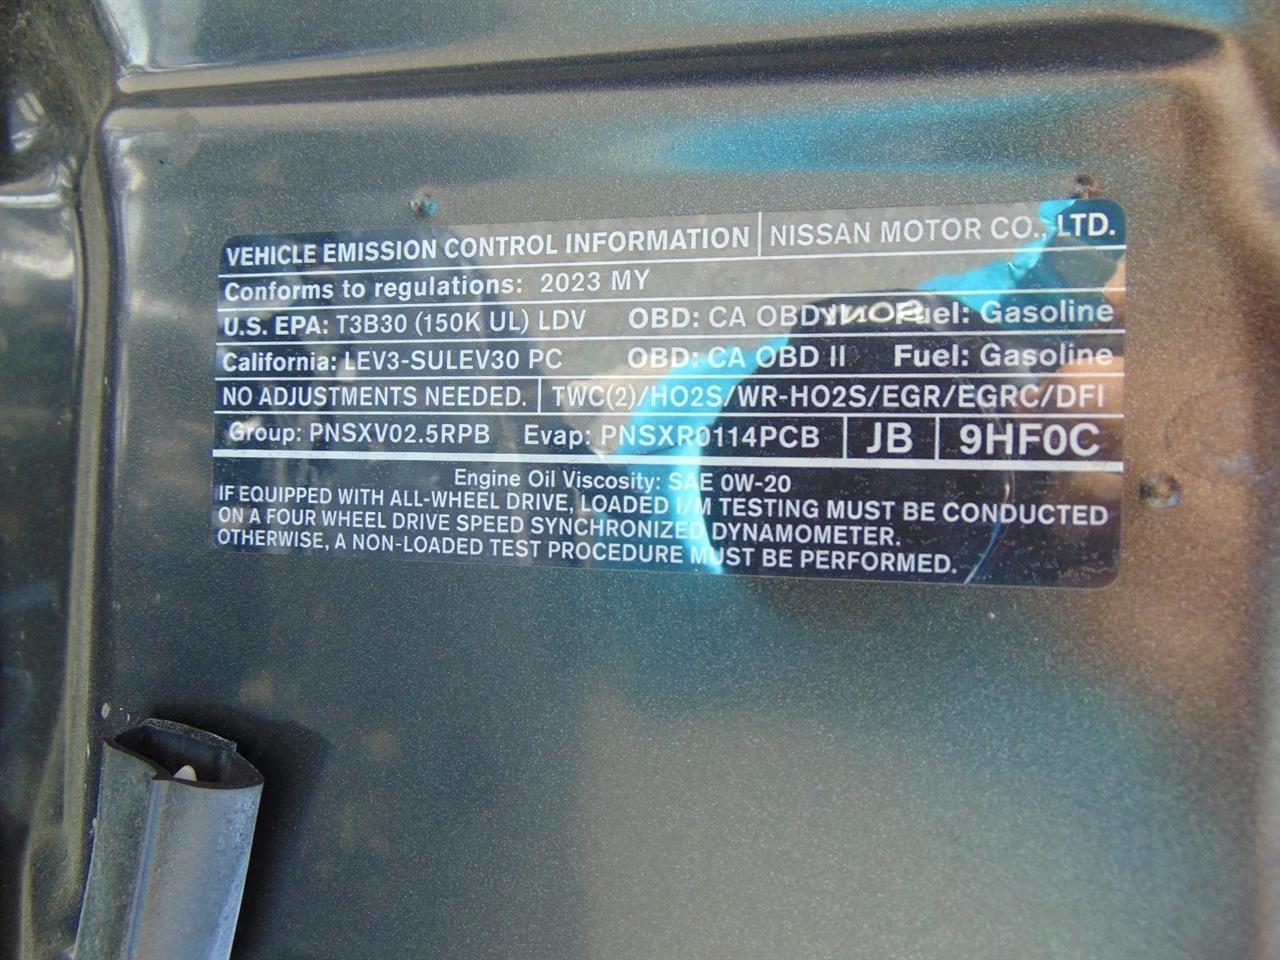 VEHICLE EMISSION CONTROL INFORMATION NISSAN MOTOR CO., LTD.
Conforms to regulations: 2023 MY
U.S. EPA: T3B30 (150K UL) LDV OBD: CA OBD II Fuel: Gasoline
California: LEV3-SULEV30 PC OBD: CA OBD II Fuel: Gasoline
NO ADJUSTMENTS NEEDED. TWC(2)/HO2S/WR-HO2S/EGR/EGRC/DFI
Group: PNSXV02.5RPB Evap: PNSXR0114PCB JB 9HF0C
Engine Oil Viscosity: SAE 0W-20
IF EQUIPPED WITH ALL-WHEEL DRIVE, LOADED I/M TESTING MUST BE CONDUCTED
ON A FOUR WHEEL DRIVE SPEED SYNCHRONIZED DYNAMOMETER.
OTHERWISE, A NON-LOADED TEST PROCEDURE MUST BE PERFORMED.